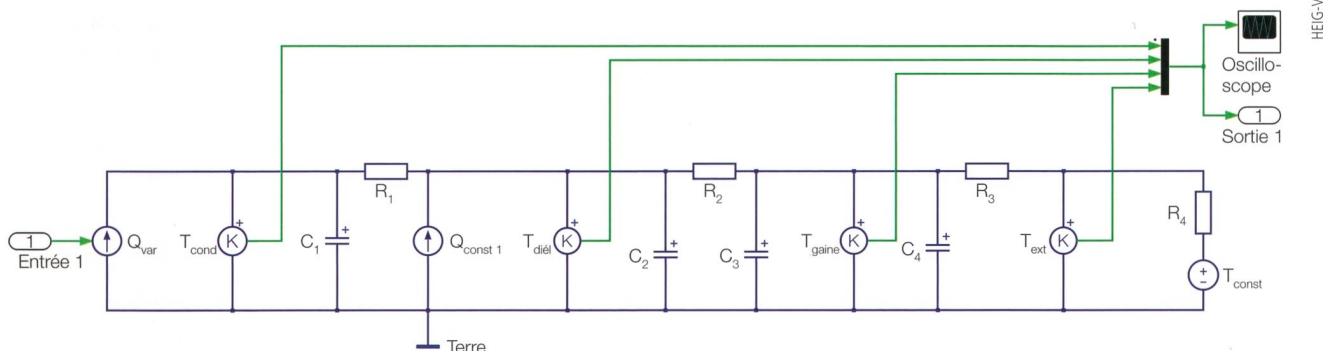 HEIG-V
Oscillo-
scope
1
Sortie 1
R1
R2
R3
R4
1
Entrée 1
Qvar
Tcond
K
C1
Qconst 1
Tdiél
K
C2
C3
Tgaine
K
C4
Text
K
Tconst
Terre